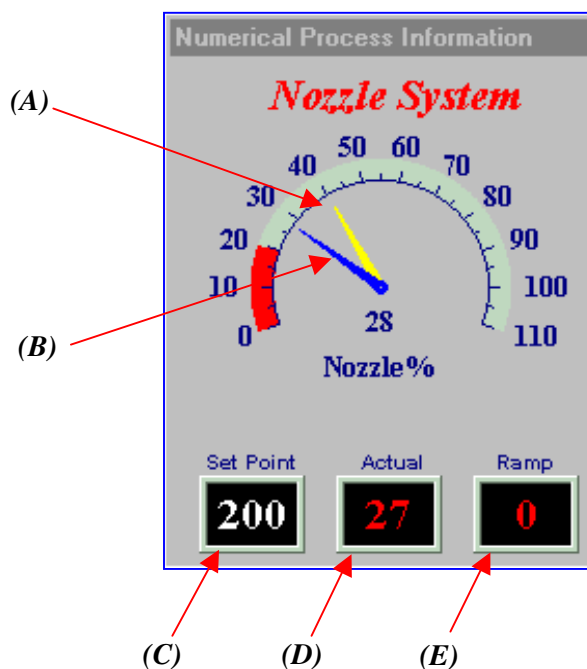 Numerical Process Information
Nozzle System
(A)
0 10 20 30 40 50 60 70 80 90 100 110
28
(B)
Nozzle%
Set Point Actual Ramp
200 27 0
(C) (D) (E)